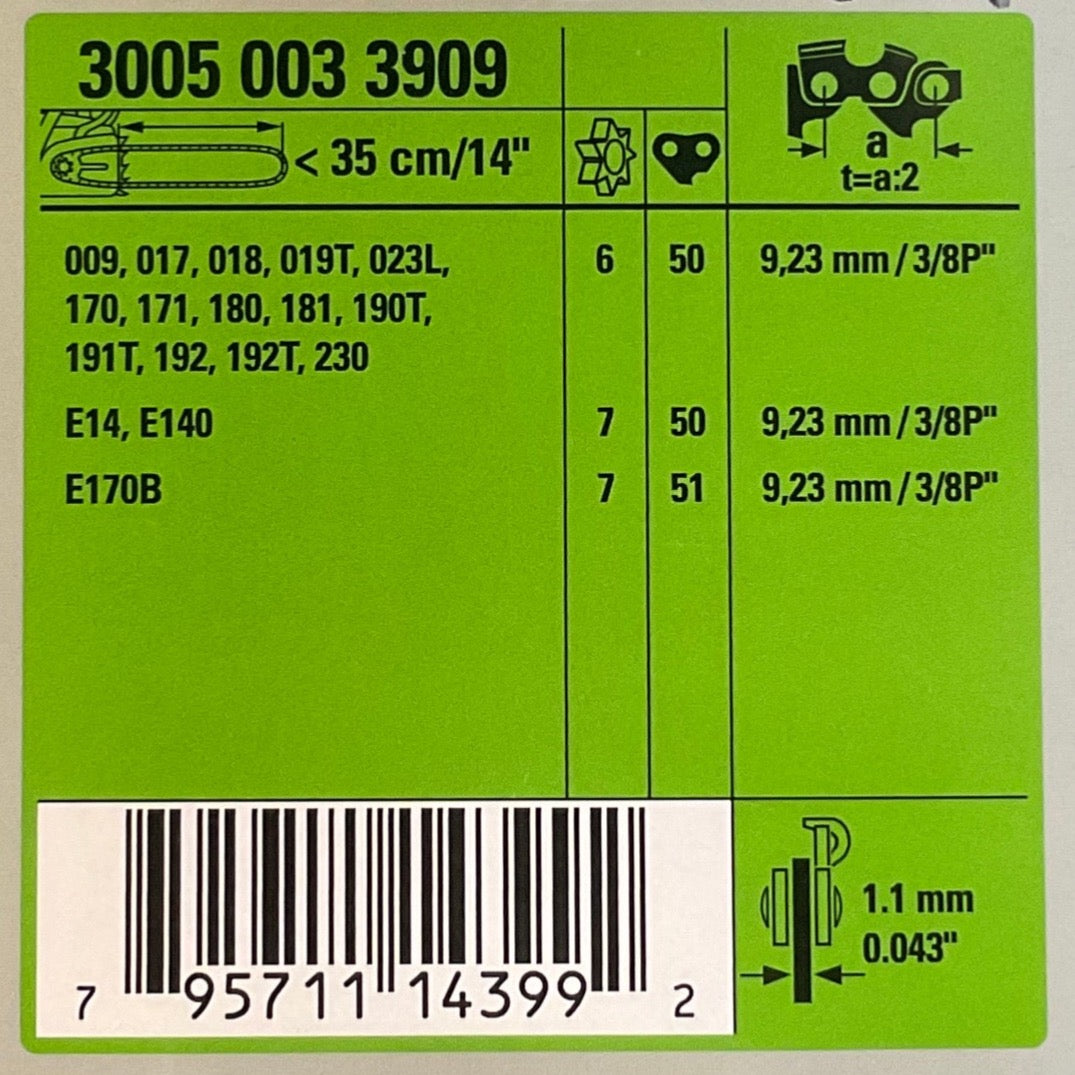 3005 003 3909
< 35 cm/14"
a
t=a:2
009, 017, 018, 019T, 023L, 6 50 9,23 mm/3/8P"
170, 171, 180, 181, 190T,
191T, 192, 192T, 230
E14, E140 7 50 9,23 mm/3/8P"
E170B 7 51 9,23 mm/3/8P"
1.1 mm
0.043"
7 95711 14399 2